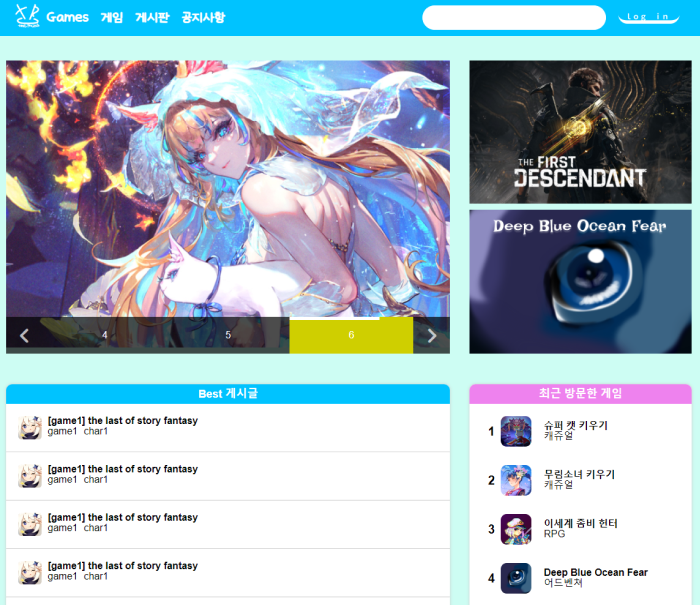 XP Games 게임 게시판 공지사항
log in
THE FIRST
DESCENDANT
Deep Blue Ocean Fear
4 5 6
Best 게시글
[game1] the last of story fantasy
game1 char1
[game1] the last of story fantasy
game1 char1
[game1] the last of story fantasy
game1 char1
[game1] the last of story fantasy
game1 char1
최근 방문한 게임
1 슈퍼 캣 키우기
캐쥬얼
2 무림소녀 키우기
캐쥬얼
3 이세계 좀비 헌터
RPG
4 Deep Blue Ocean Fear
어드벤쳐